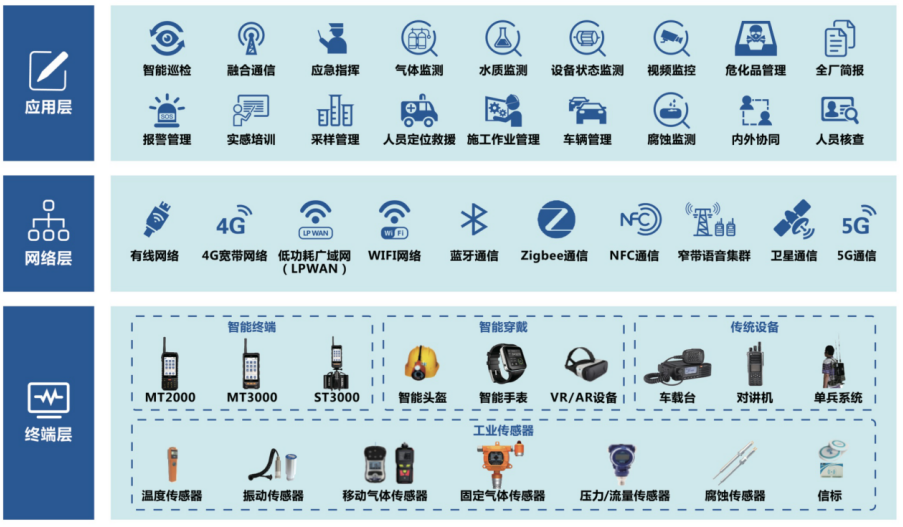 应用层
智能巡检
融合通信
应急指挥
气体监测
水质监测
设备状态监测
视频监控
危化品管理
全厂简报
SOS
报警管理
实感培训
采样管理
人员定位救援
施工作业管理
车辆管理
腐蚀监测
内外协同
人员核查
网络层
有线网络
4G
4G宽带网络
LPWAN
低功耗广域网
（LPWAN）
WiFi
WIFI网络
蓝牙通信
Zigbee通信
NFC
NFC通信
窄带语音集群
卫星通信
5G
5G通信
终端层
智能终端
MT2000
MT3000
ST3000
智能穿戴
智能头盔
智能手表
VR/AR设备
传统设备
车载台
对讲机
单兵系统
工业传感器
温度传感器
振动传感器
移动气体传感器
固定气体传感器
压力/流量传感器
腐蚀传感器
信标